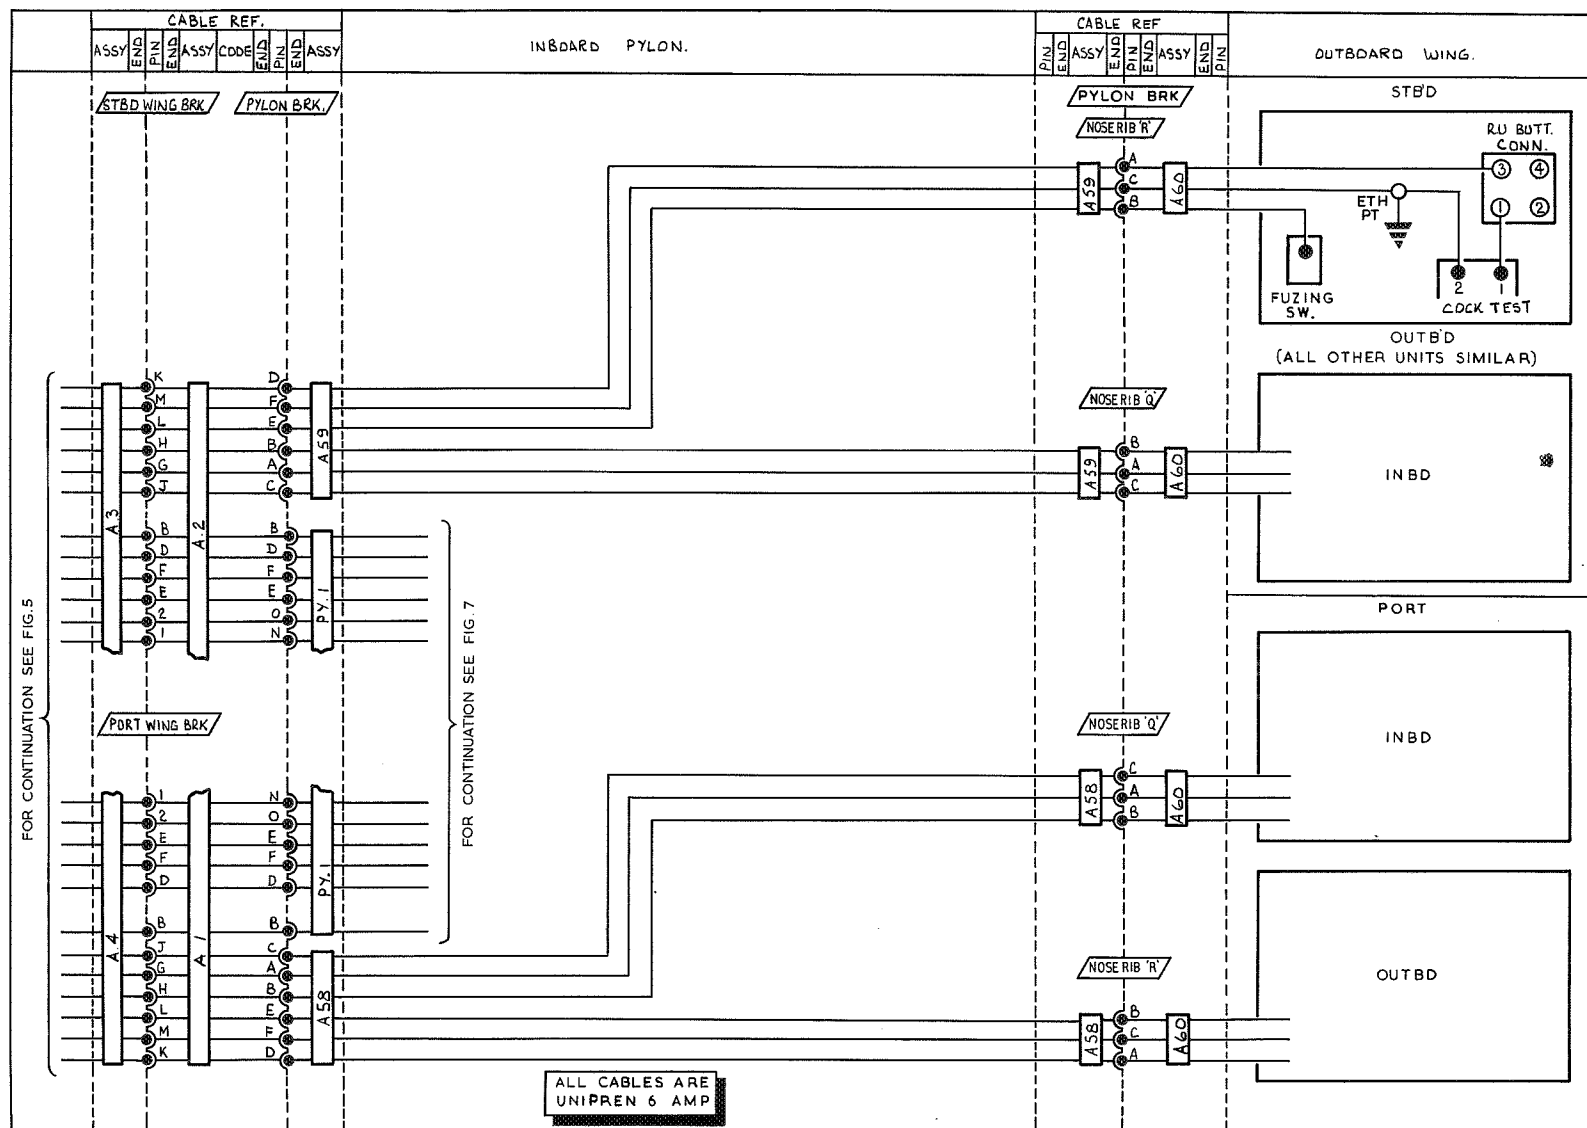 CABLE REF.
ASSY END PIN END ASSY CODE END PIN END ASSY
INBOARD PYLON.
CABLE REF
PIN END ASSY END PIN END ASSY END PIN
OUTBOARD WING.
STBD WING BRK
PYLON BRK.
PYLON BRK
NOSE RIB 'R'
STB'D
R.U BUTT.
CONN.
3 4
1 2
A
C
B
A59
A60
ETH
PT
FUZING
SW.
2 1
COCK TEST
OUTB'D
(ALL OTHER UNITS SIMILAR)
K D
M F
L E
H B
G A
J C
A59
NOSE RIB 'Q'
B
A
C
A59
A60
INBD
A3
A.2
B B
D D
F F
E E
2 O
1 N
PY.1
FOR CONTINUATION SEE FIG.5
FOR CONTINUATION SEE FIG.7
PORT
PORT WING BRK
NOSE RIB 'Q'
C
A
B
A58
A60
INBD
1 N
2 O
E E
F F
D D
B B
PY.1
A.4
A1
J C
G A
H B
L E
M F
K D
A58
NOSE RIB 'R'
B
C
A
A58
A60
OUTBD
ALL CABLES ARE
UNIPREN 6 AMP